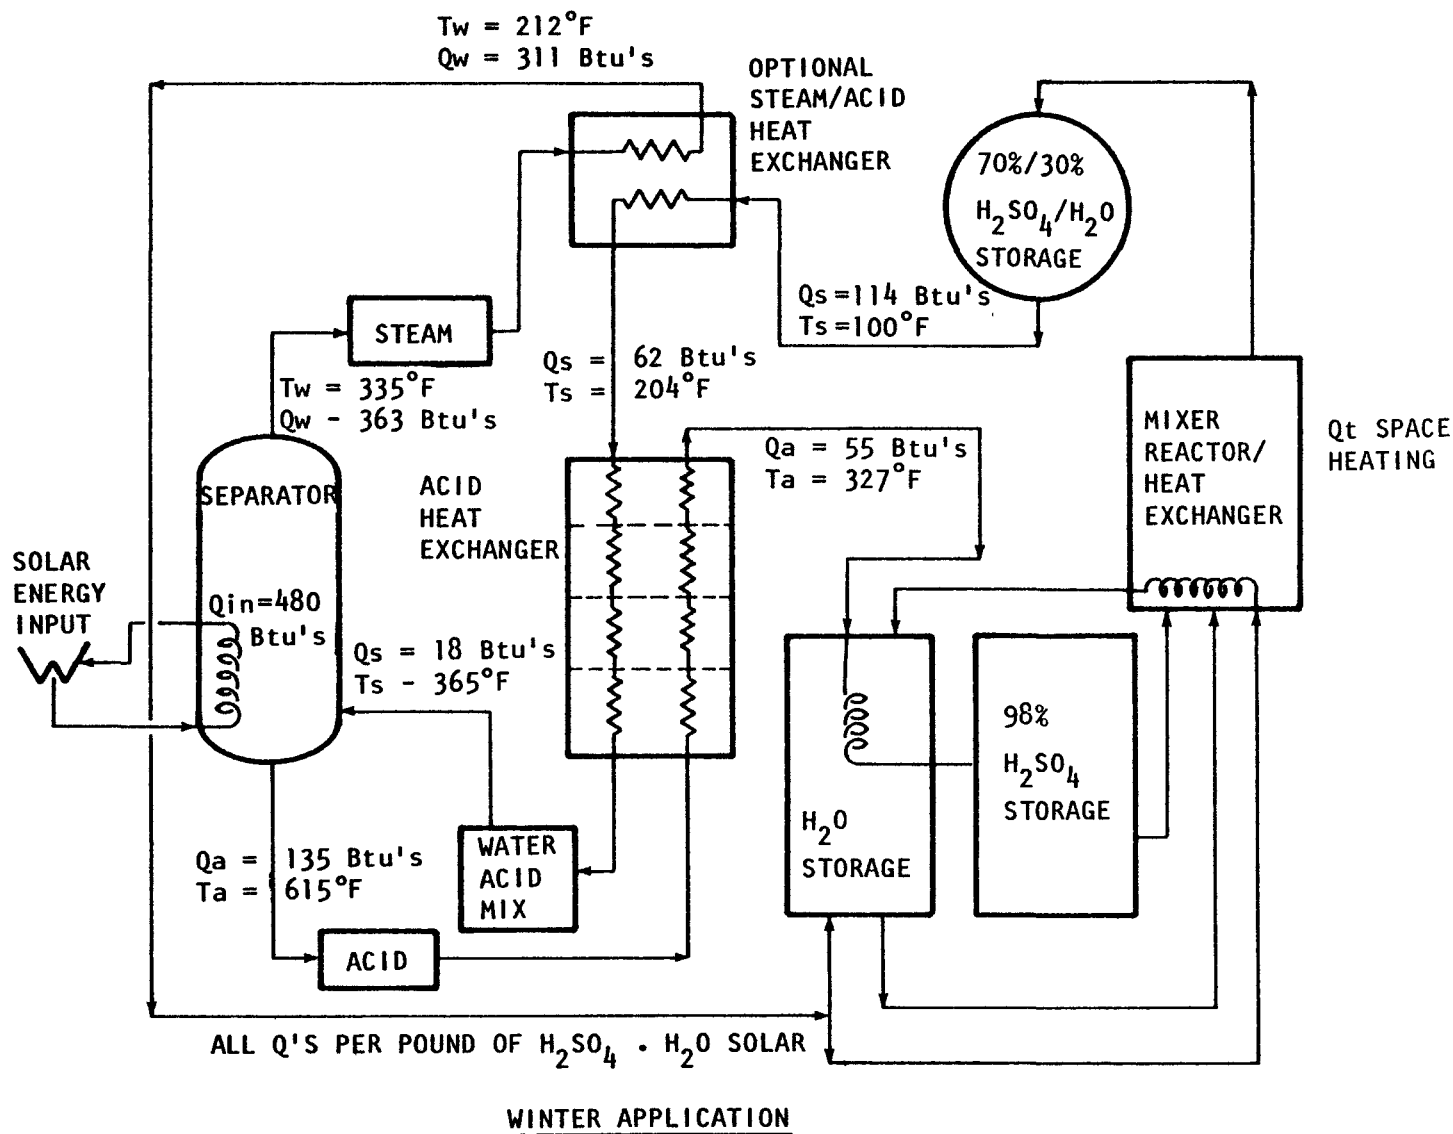 Tw = 212°F
Qw = 311 Btu's
OPTIONAL
STEAM/ACID
HEAT
EXCHANGER
70%/30%
H₂SO₄/H₂O
STORAGE
Qs=114 Btu's
Ts=100°F
STEAM
Qs = 62 Btu's
Ts = 204°F
Tw = 335°F
Qw - 363 Btu's
MIXER
REACTOR/
HEAT
EXCHANGER
Qt SPACE
HEATING
Qa = 55 Btu's
Ta = 327°F
SEPARATOR
ACID
HEAT
EXCHANGER
SOLAR
ENERGY
INPUT
Qin=480
Btu's
Qs = 18 Btu's
Ts - 365°F
98%
H₂SO₄
STORAGE
H₂O
STORAGE
WATER
ACID
MIX
Qa = 135 Btu's
Ta = 615°F
ACID
ALL Q'S PER POUND OF H₂SO₄ . H₂O SOLAR
WINTER APPLICATION